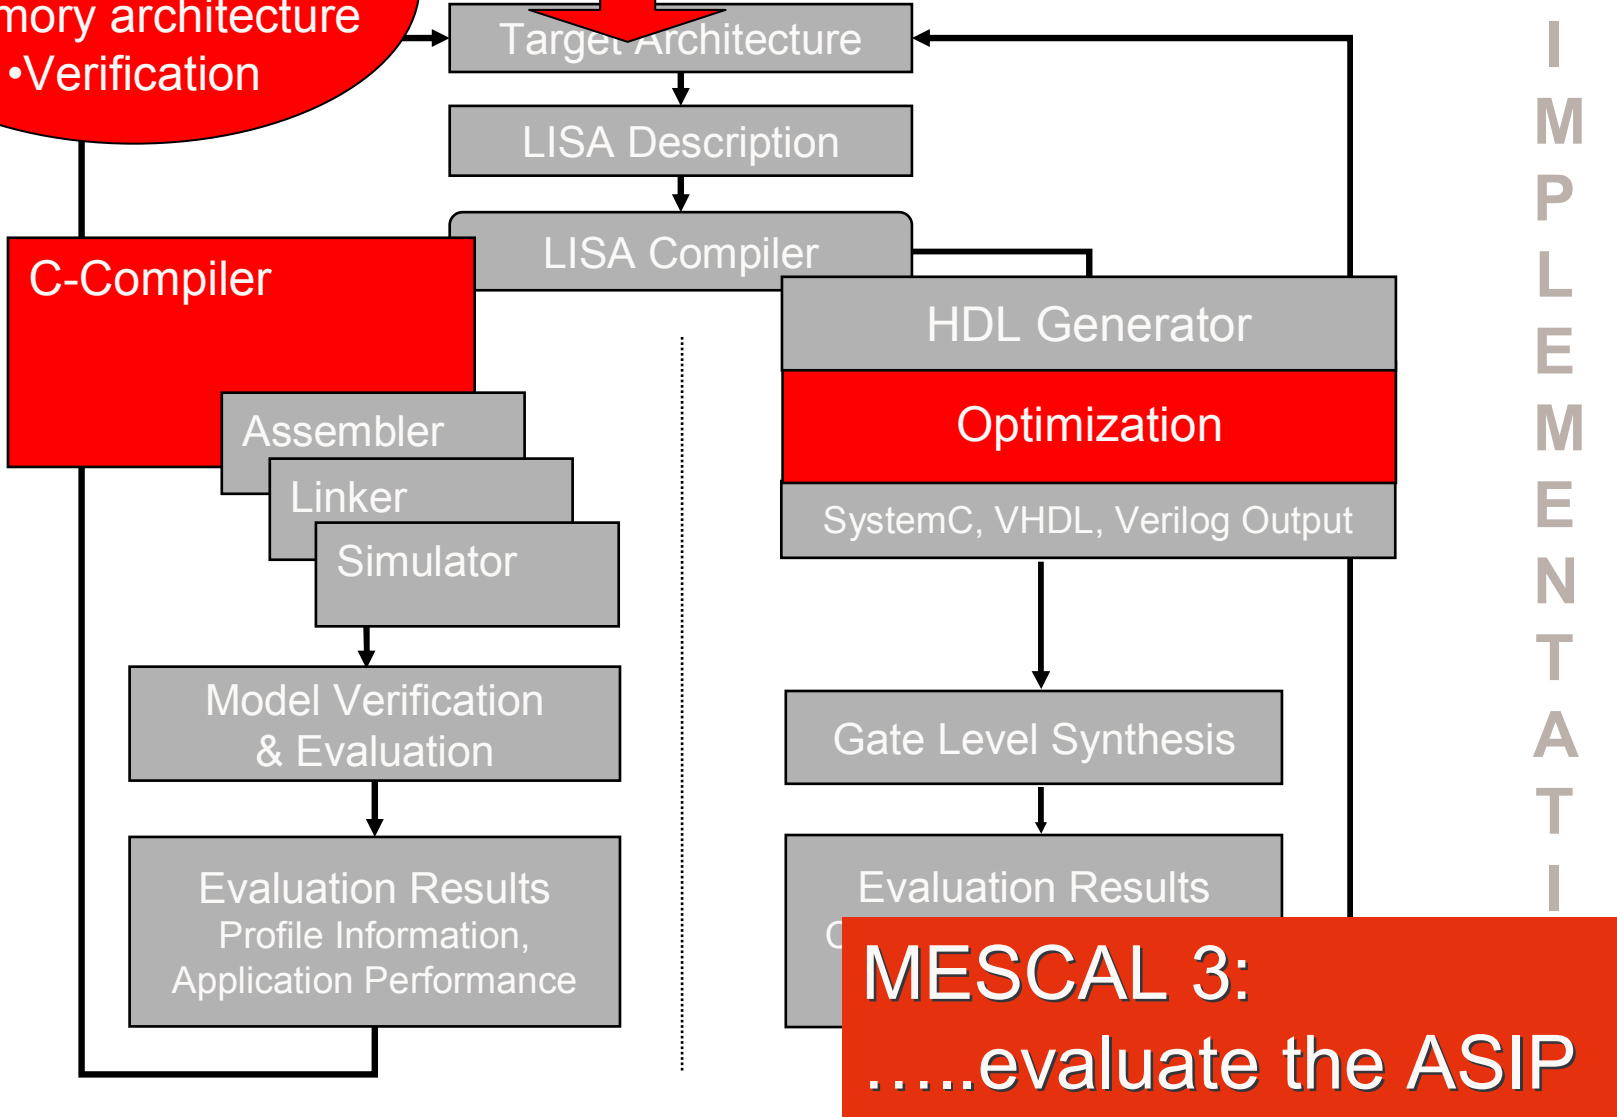 mory architecture
•Verification
Target Architecture
LISA Description
LISA Compiler
C-Compiler
Assembler
Linker
Simulator
Model Verification
& Evaluation
Evaluation Results
Profile Information,
Application Performance
HDL Generator
Optimization
SystemC, VHDL, Verilog Output
Gate Level Synthesis
Evaluation Results
MESCAL 3:
.....evaluate the ASIP
I
M
P
L
E
M
E
N
T
A
T
I